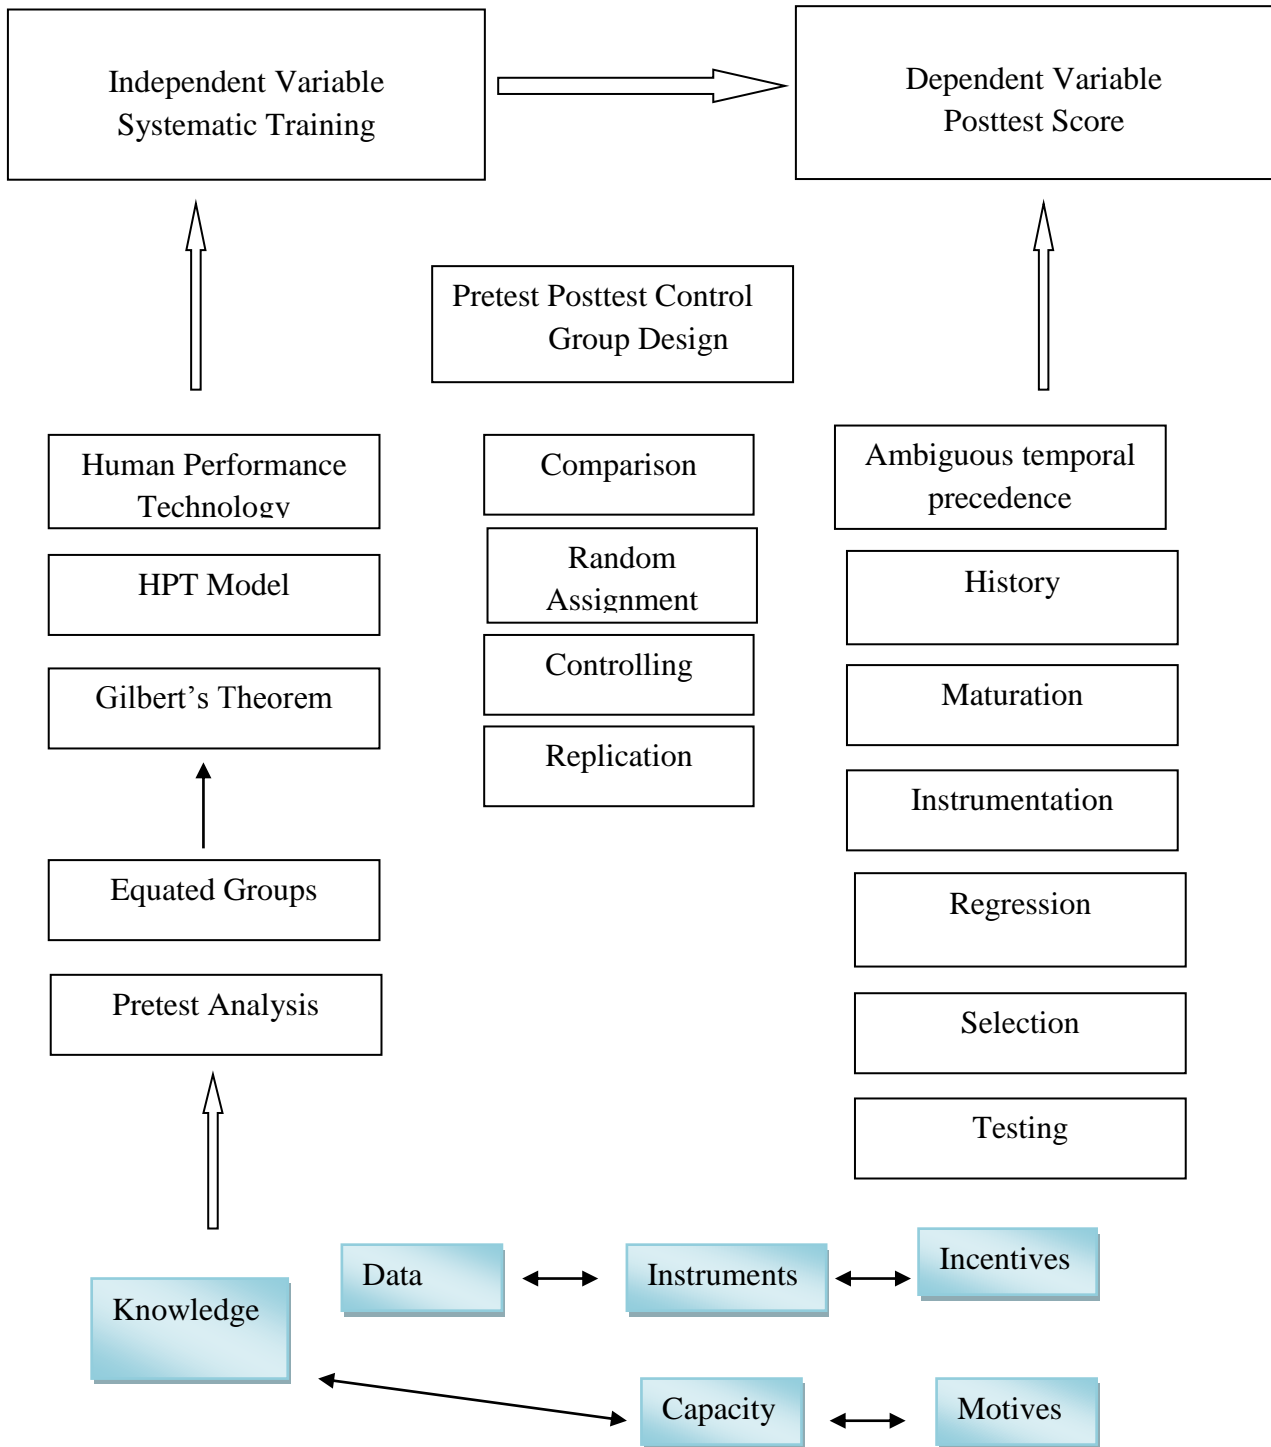 Independent Variable
Systematic Training
Dependent Variable
Posttest Score
Pretest Posttest Control
Group Design
Human Performance
Technology
HPT Model
Gilbert’s Theorem
Equated Groups
Pretest Analysis
Comparison
Random
Assignment
Controlling
Replication
Ambiguous temporal
precedence
History
Maturation
Instrumentation
Regression
Selection
Testing
Knowledge
Data
Instruments
Incentives
Capacity
Motives